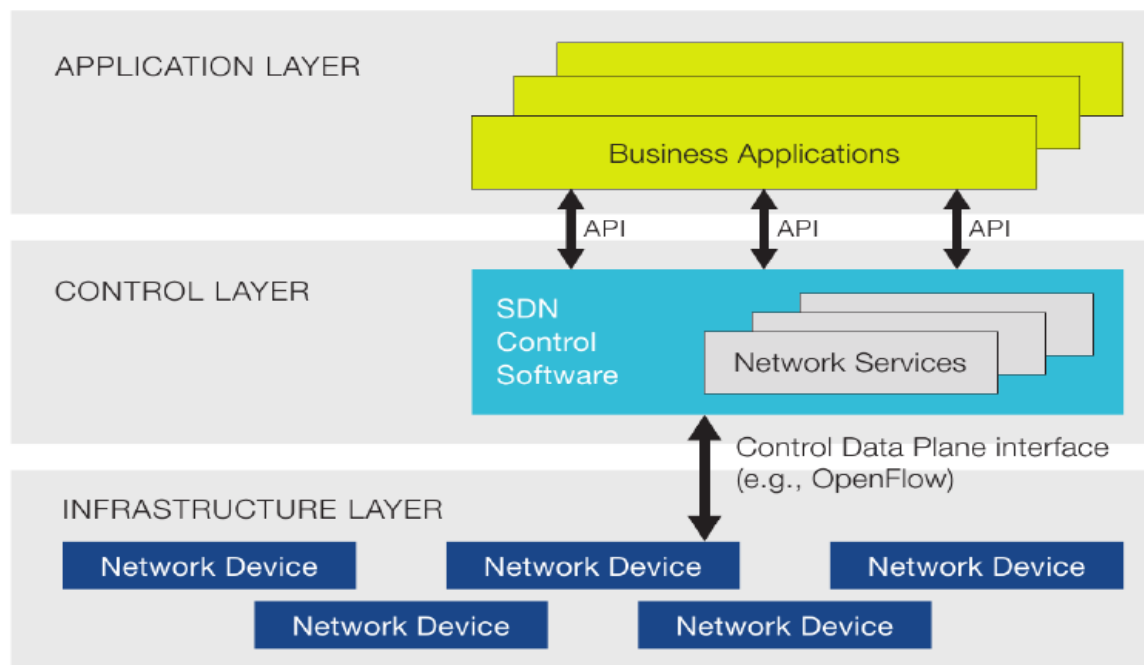 APPLICATION LAYER
Business Applications
API
API
API
CONTROL LAYER
SDN
Control
Software
Network Services
Control Data Plane interface
(e.g., OpenFlow)
INFRASTRUCTURE LAYER
Network Device
Network Device
Network Device
Network Device
Network Device